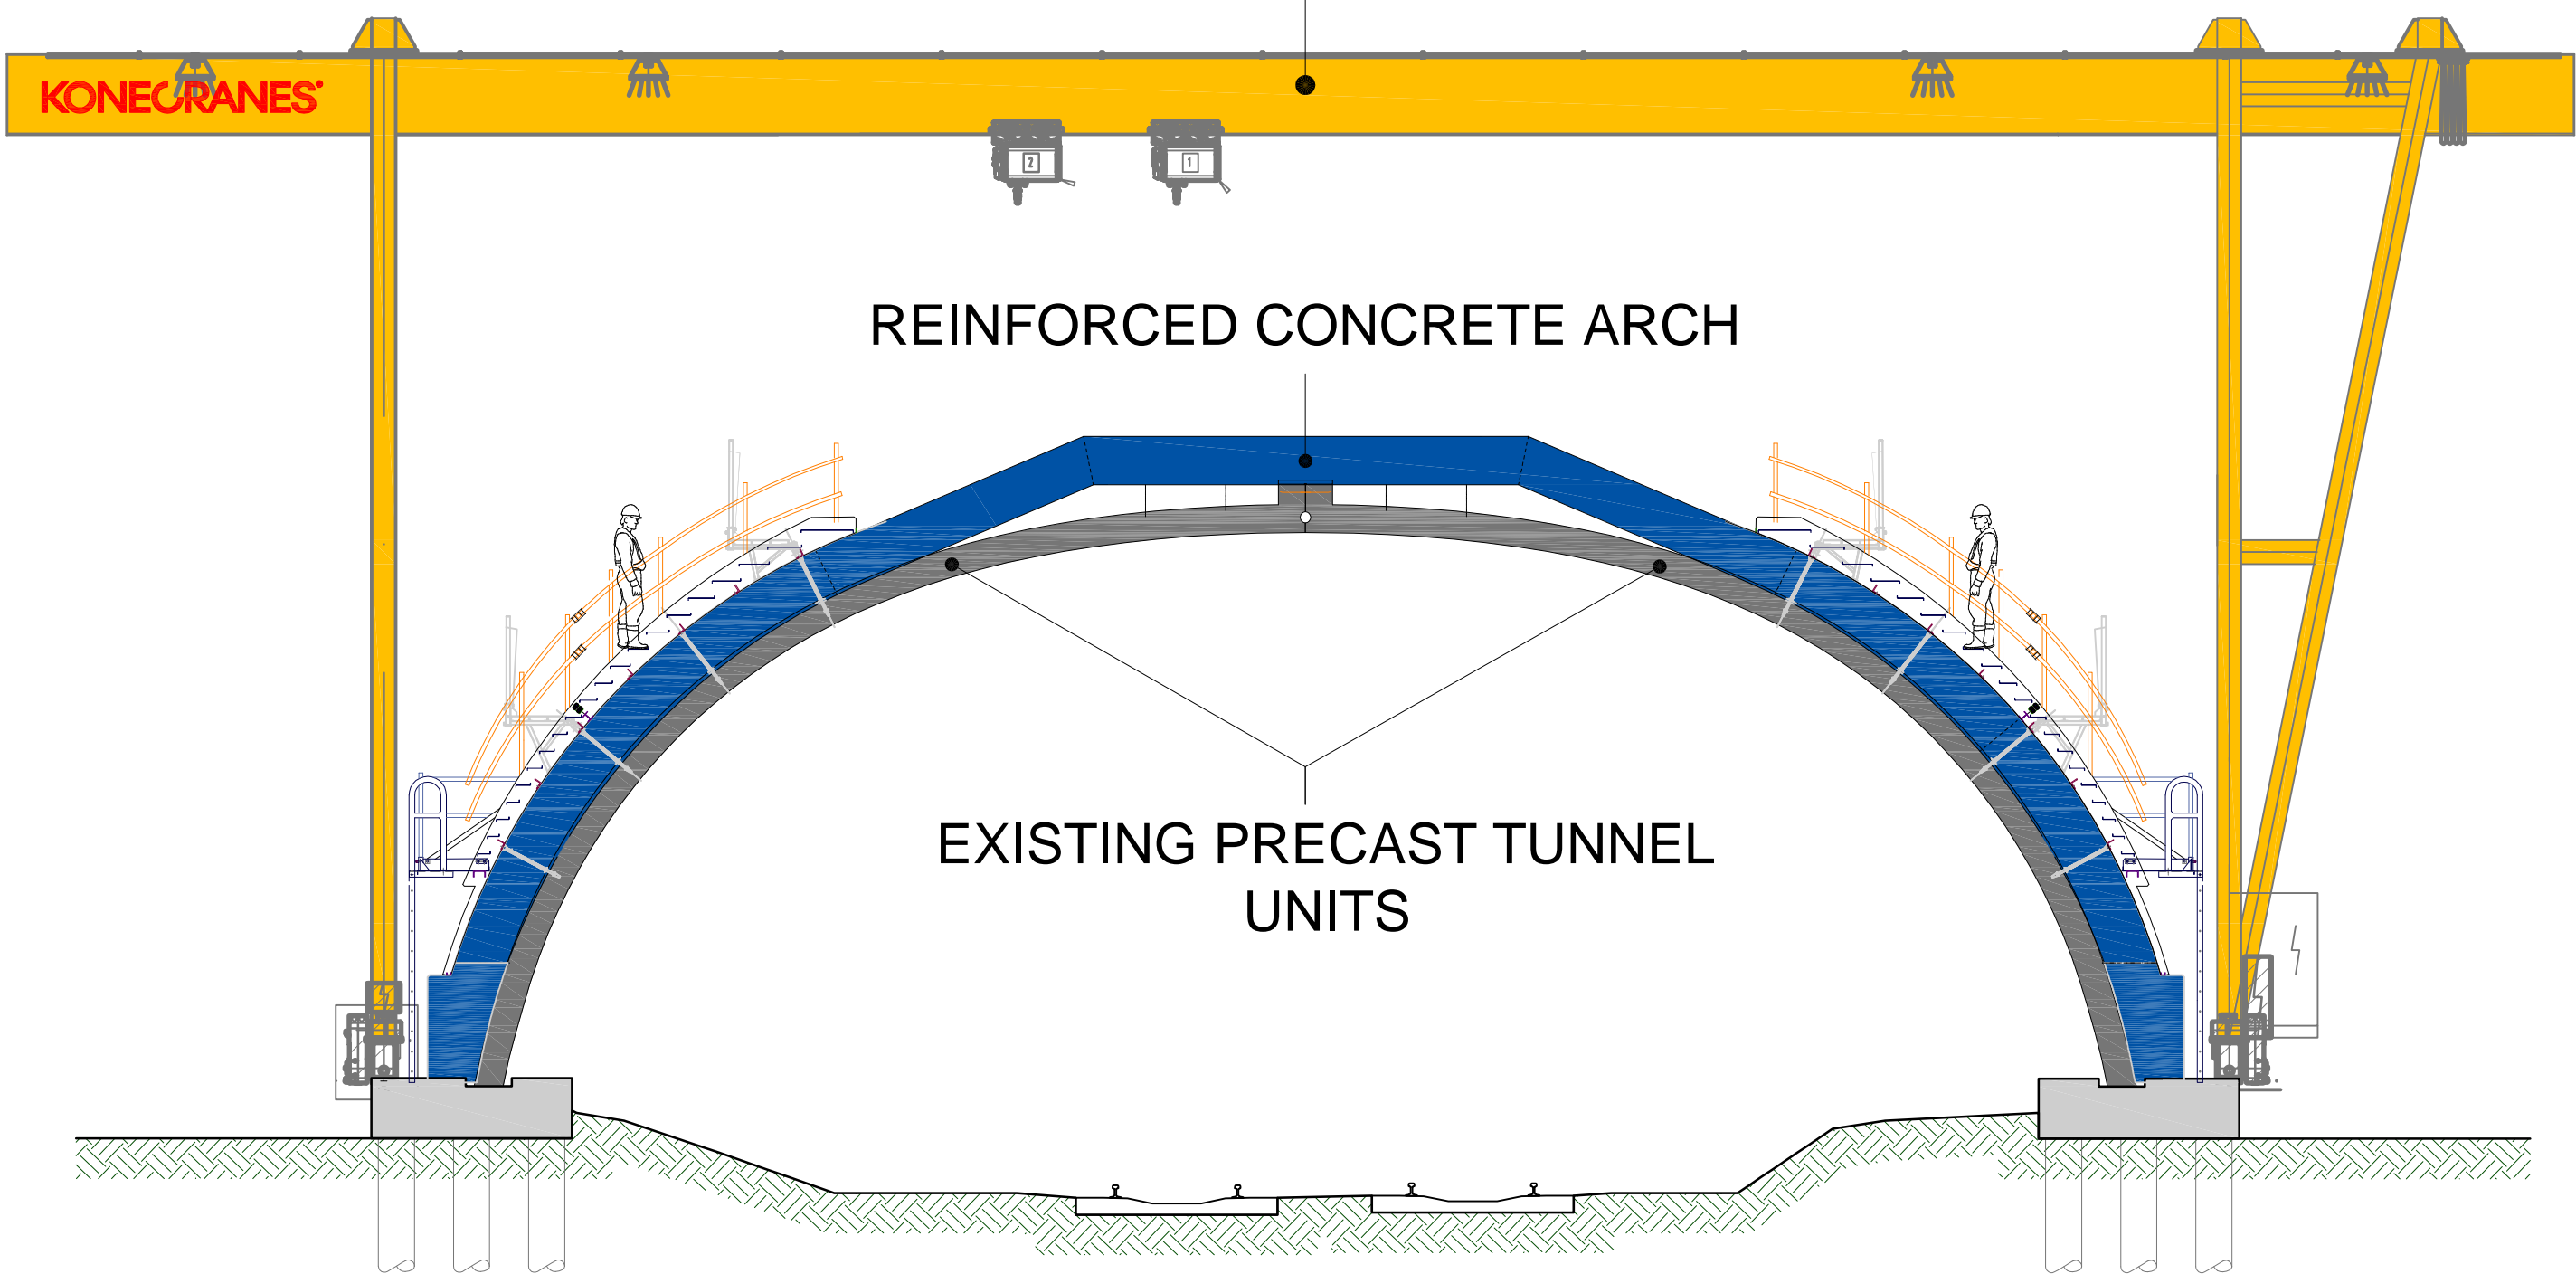 KONECRANES
2
1
REINFORCED CONCRETE ARCH
EXISTING PRECAST TUNNEL
UNITS